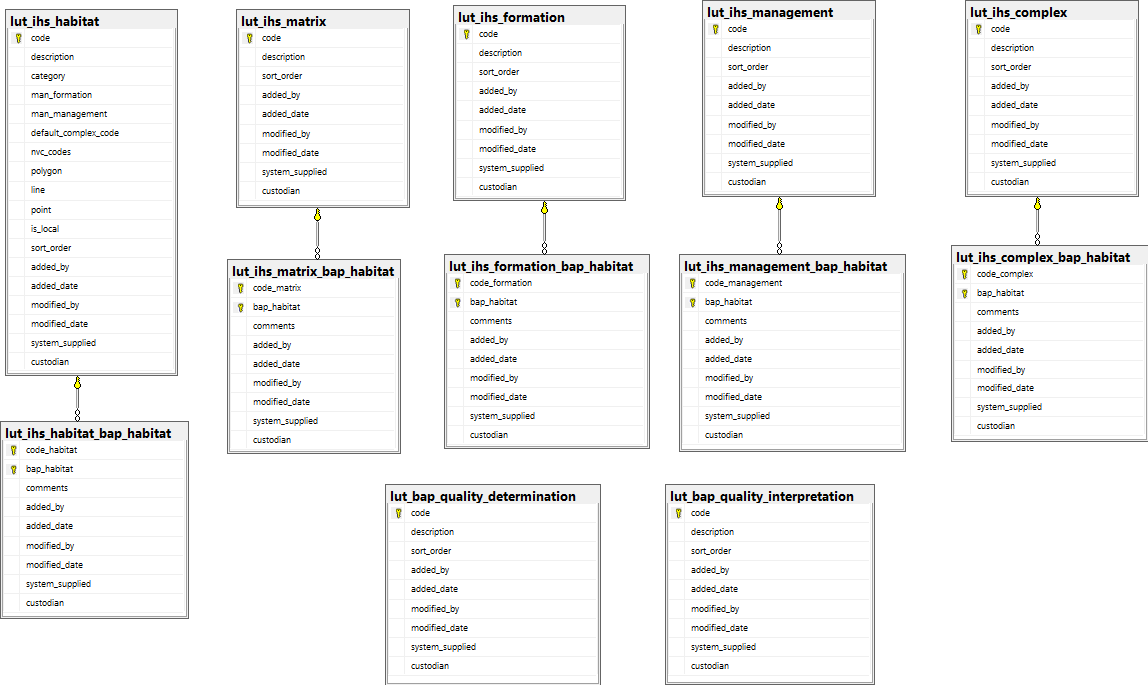 lut_ihs_habitat
code
description
category
man_formation
man_management
default_complex_code
nvc_codes
polygon
line
point
is_local
sort_order
added_by
added_date
modified_by
modified_date
system_supplied
custodian
lut_ihs_matrix
code
description
sort_order
added_by
added_date
modified_by
modified_date
system_supplied
custodian
lut_ihs_formation
code
description
sort_order
added_by
added_date
modified_by
modified_date
system_supplied
custodian
lut_ihs_management
code
description
sort_order
added_by
added_date
modified_by
modified_date
system_supplied
custodian
lut_ihs_complex
code
description
sort_order
added_by
added_date
modified_by
modified_date
system_supplied
custodian
lut_ihs_habitat_bap_habitat
code_habitat
bap_habitat
comments
added_by
added_date
modified_by
modified_date
system_supplied
custodian
lut_ihs_matrix_bap_habitat
code_matrix
bap_habitat
comments
added_by
added_date
modified_by
modified_date
system_supplied
custodian
lut_ihs_formation_bap_habitat
code_formation
bap_habitat
comments
added_by
added_date
modified_by
modified_date
system_supplied
custodian
lut_ihs_management_bap_habitat
code_management
bap_habitat
comments
added_by
added_date
modified_by
modified_date
system_supplied
custodian
lut_ihs_complex_bap_habitat
code_complex
bap_habitat
comments
added_by
added_date
modified_by
modified_date
system_supplied
custodian
lut_bap_quality_determination
code
description
sort_order
added_by
added_date
modified_by
modified_date
system_supplied
custodian
lut_bap_quality_interpretation
code
description
sort_order
added_by
added_date
modified_by
modified_date
system_supplied
custodian